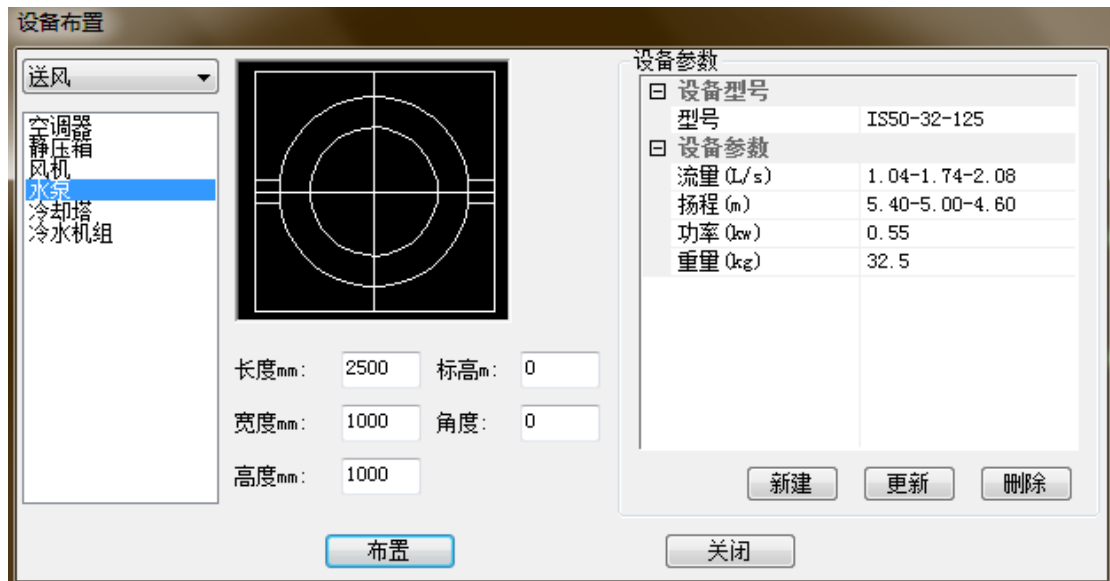 设备布置
送风
空调器
静压箱
风机
水泵
冷却塔
冷水机组
长度mm: 2500 标高m: 0
宽度mm: 1000 角度: 0
高度mm: 1000
设备参数
设备型号
型号 IS50-32-125
设备参数
流量(L/s) 1.04-1.74-2.08
扬程(m) 5.40-5.00-4.60
功率(kw) 0.55
重量(kg) 32.5
新建 更新 删除
布置 关闭